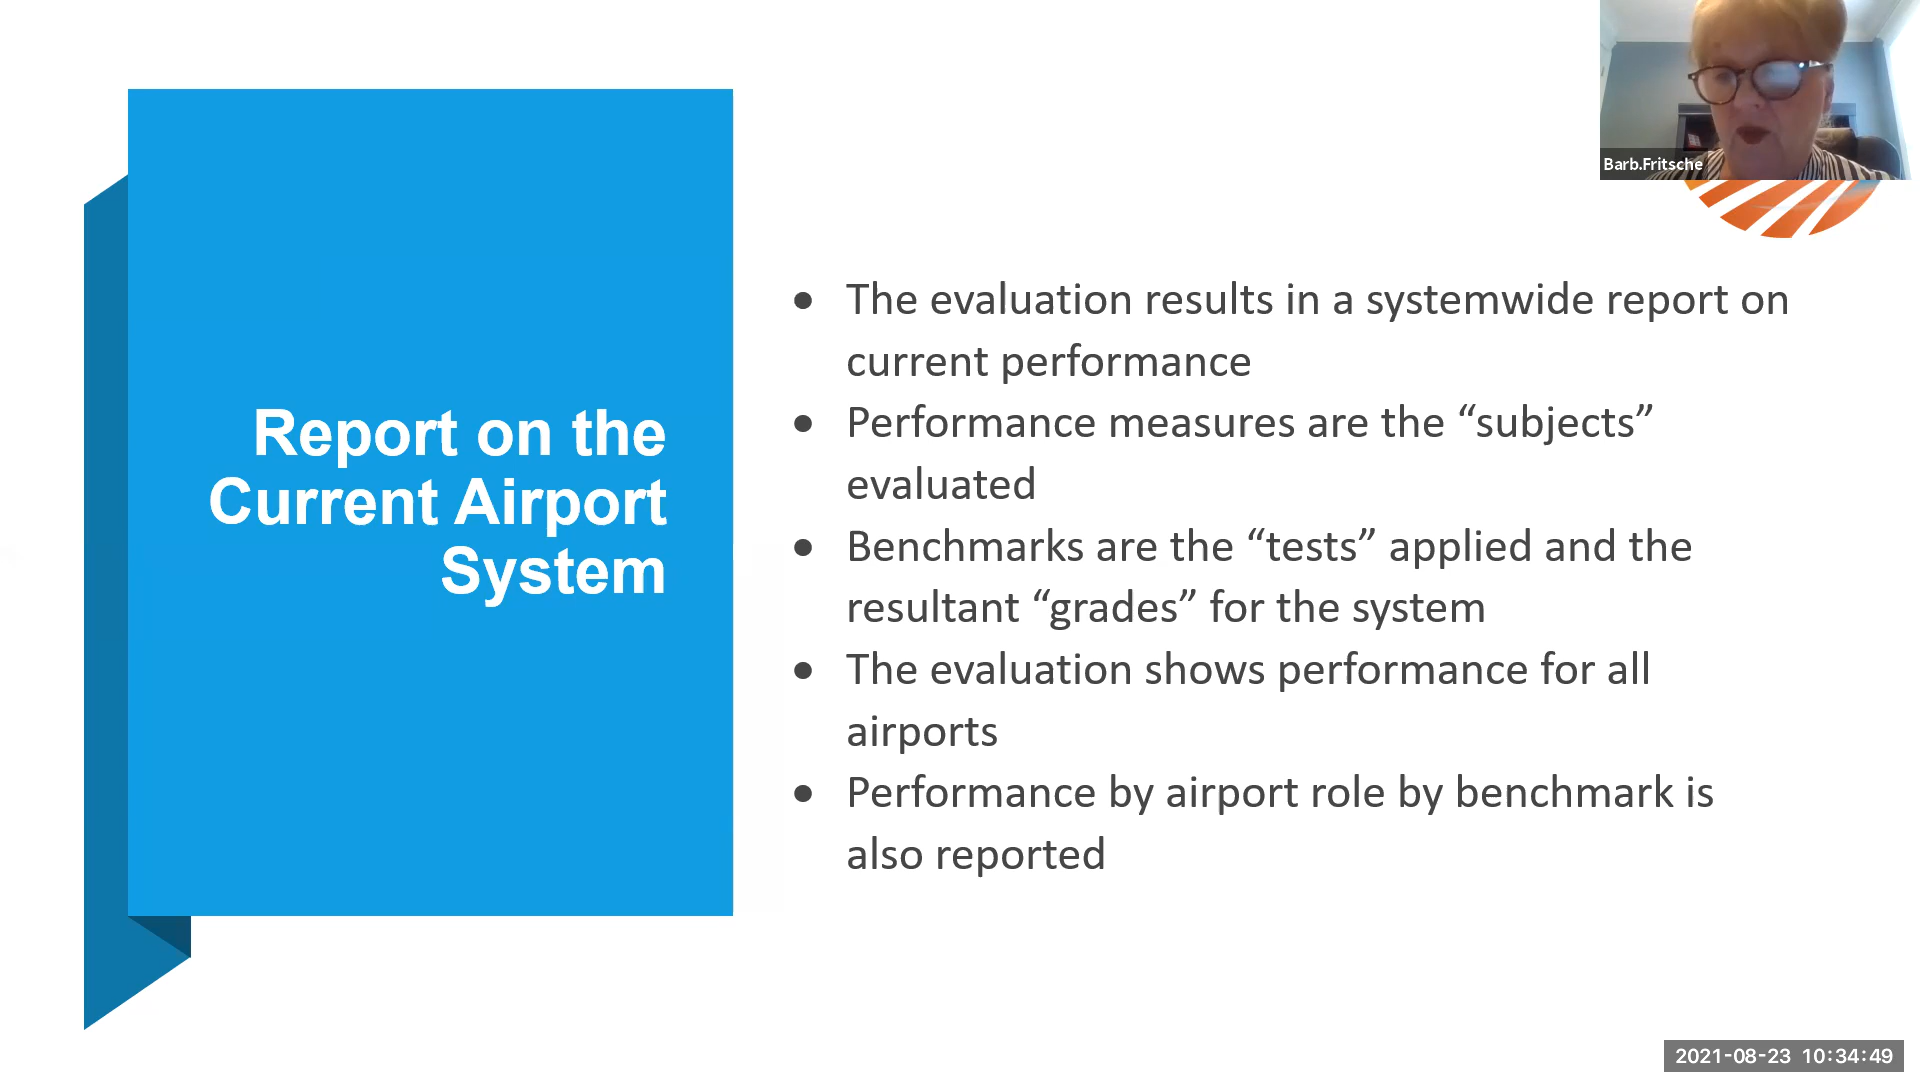 Barb.Fritsche
Report on the
Current Airport
System
• The evaluation results in a systemwide report on
current performance
• Performance measures are the “subjects”
evaluated
• Benchmarks are the “tests” applied and the
resultant “grades” for the system
• The evaluation shows performance for all
airports
• Performance by airport role by benchmark is
also reported
2021-08-23 10:34:49